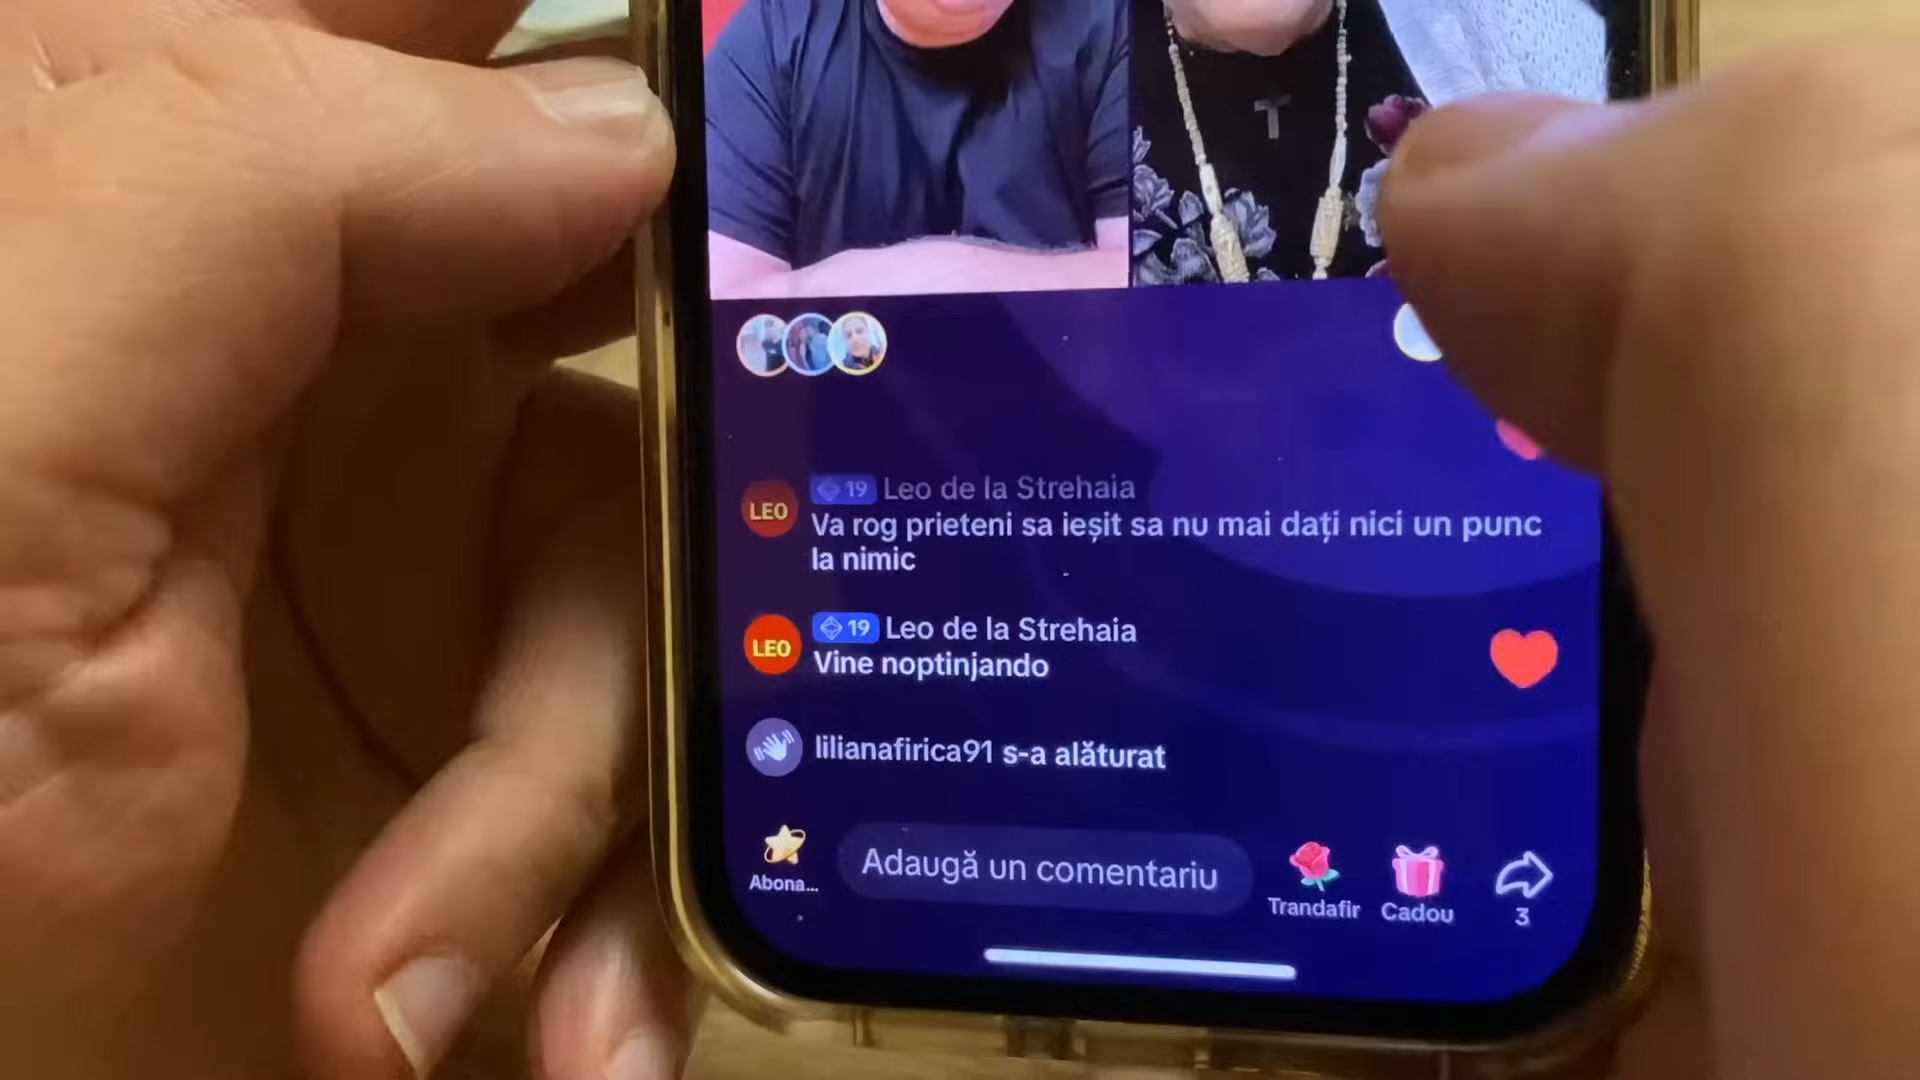 LEO
19 Leo de la Strehaia
Va rog prieteni sa ieșit sa nu mai dați nici un punc
la nimic
LEO
19 Leo de la Strehaia
Vine noptinjando
lilianafirica91 s-a alăturat
Abona...
Adaugă un comentariu
Trandafir
Cadou
3